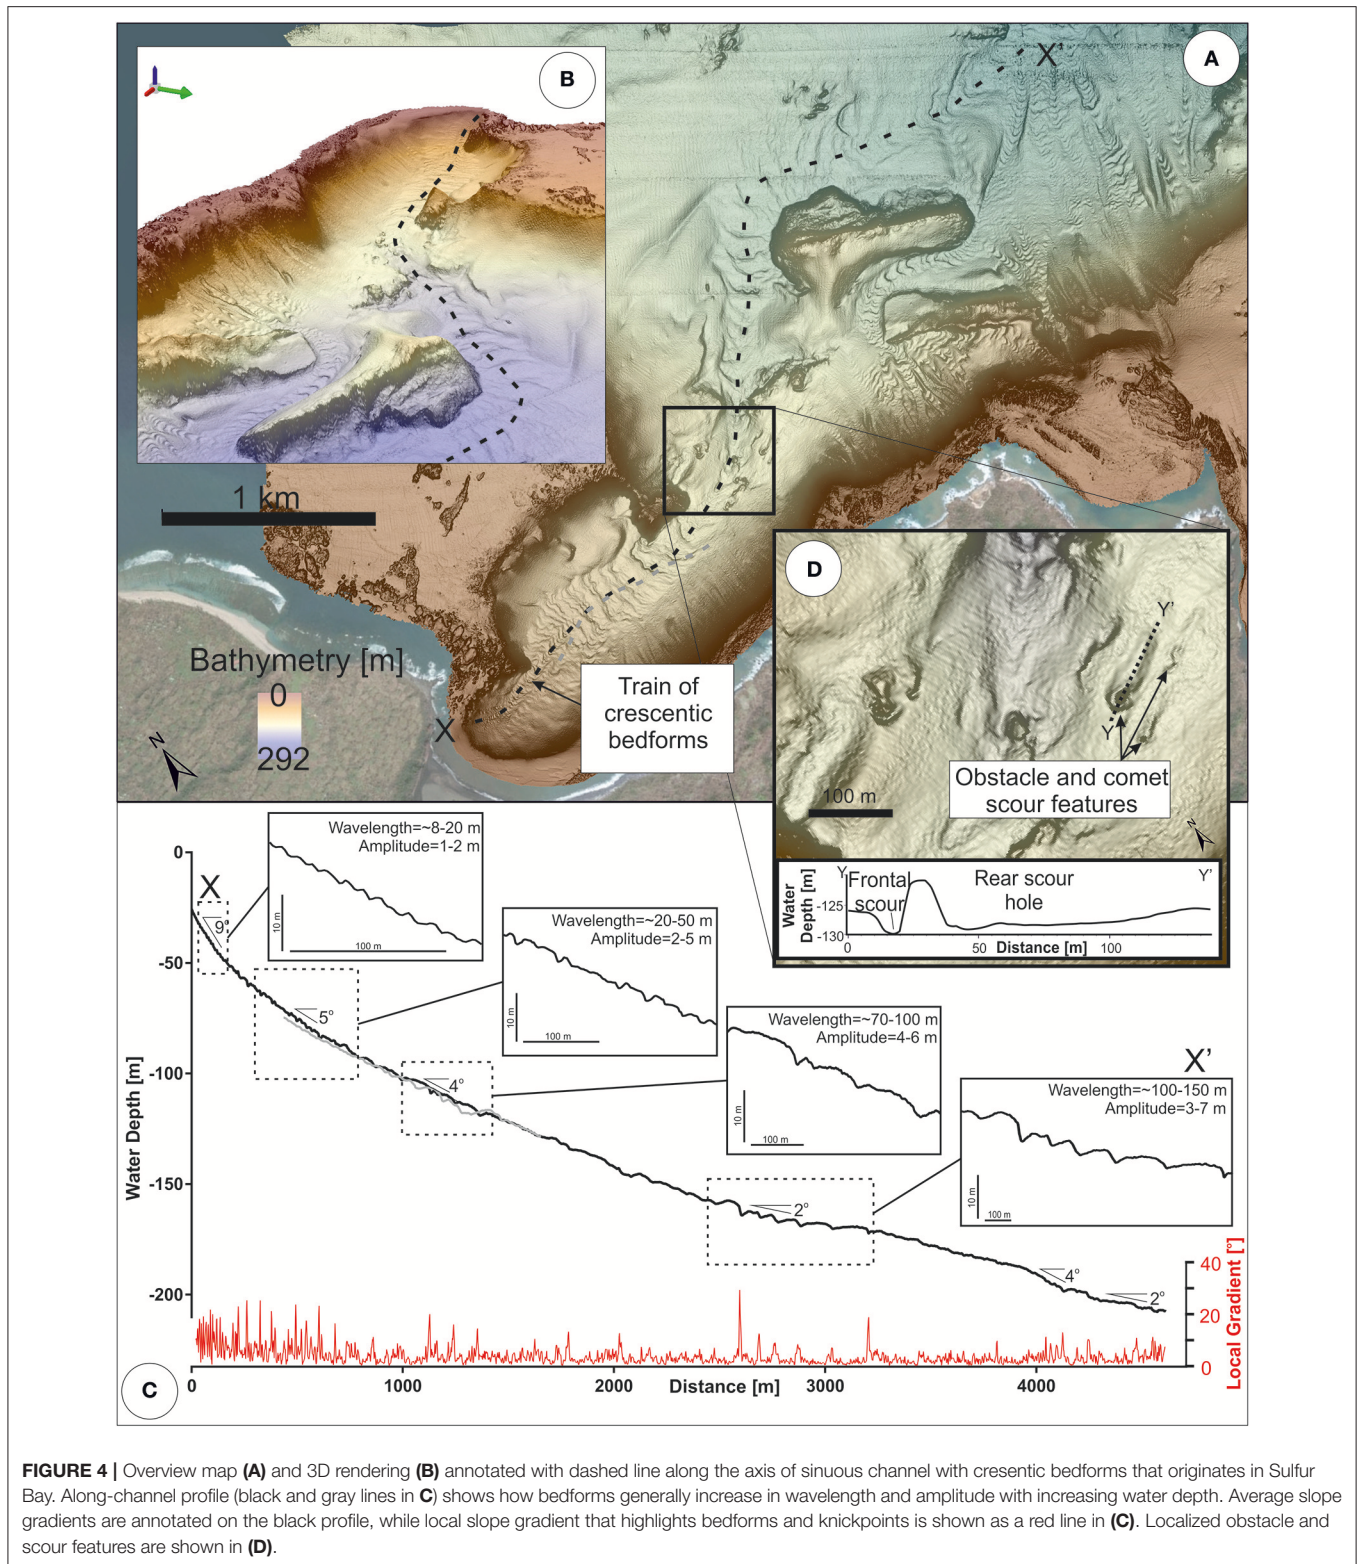 B
X'
A
1 km
D
Y'
Y
Obstacle and comet
scour features
100 m
N
Bathymetry [m]
0
292
N
X
Train of
crescentic
bedforms
Water
Depth [m]
-125
-130
Y
Frontal
scour
Rear scour
hole
Y'
0
50
Distance [m]
100
Wavelength=~8-20 m
Amplitude=1-2 m
10 m
100 m
Wavelength=~20-50 m
Amplitude=2-5 m
10 m
100 m
Wavelength=~70-100 m
Amplitude=4-6 m
10 m
100 m
X'
Wavelength=~100-150 m
Amplitude=3-7 m
10 m
100 m
Water Depth [m]
0
-50
-100
-150
-200
X
9°
5°
4°
2°
4°
2°
Local Gradient [°]
40
20
0
C
0
1000
2000
Distance [m]
3000
4000
FIGURE 4 | Overview map (A) and 3D rendering (B) annotated with dashed line along the axis of sinuous channel with cresentic bedforms that originates in Sulfur
Bay. Along-channel profile (black and gray lines in C) shows how bedforms generally increase in wavelength and amplitude with increasing water depth. Average slope
gradients are annotated on the black profile, while local slope gradient that highlights bedforms and knickpoints is shown as a red line in (C). Localized obstacle and
scour features are shown in (D).